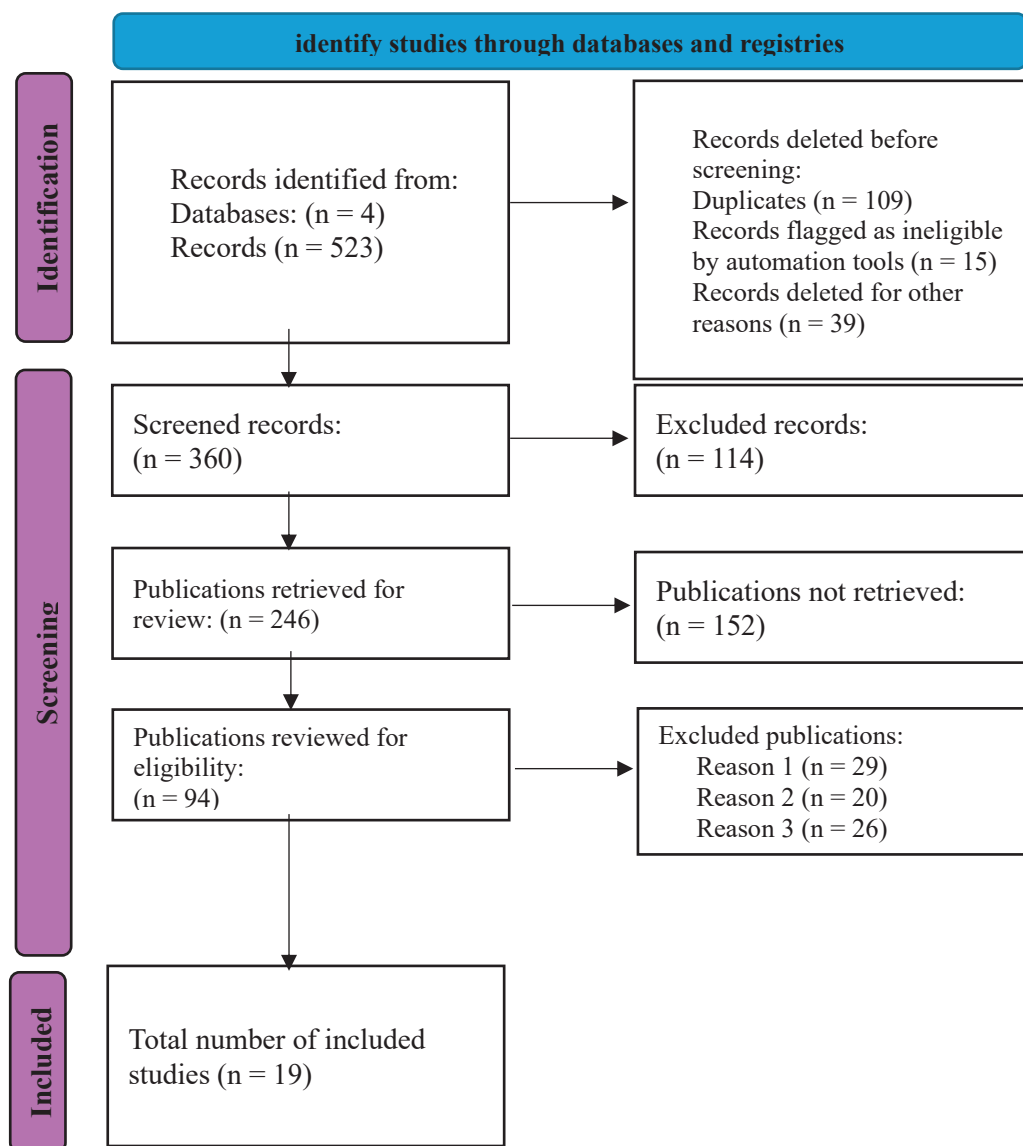 identify studies through databases and registries
Identification
Records identified from:
Databases: (n = 4)
Records (n = 523)
Records deleted before
screening:
Duplicates (n = 109)
Records flagged as ineligible
by automation tools (n = 15)
Records deleted for other
reasons (n = 39)
Screening
Screened records:
(n = 360)
Excluded records:
(n = 114)
Publications retrieved for
review: (n = 246)
Publications not retrieved:
(n = 152)
Publications reviewed for
eligibility:
(n = 94)
Excluded publications:
Reason 1 (n = 29)
Reason 2 (n = 20)
Reason 3 (n = 26)
Included
Total number of included
studies (n = 19)